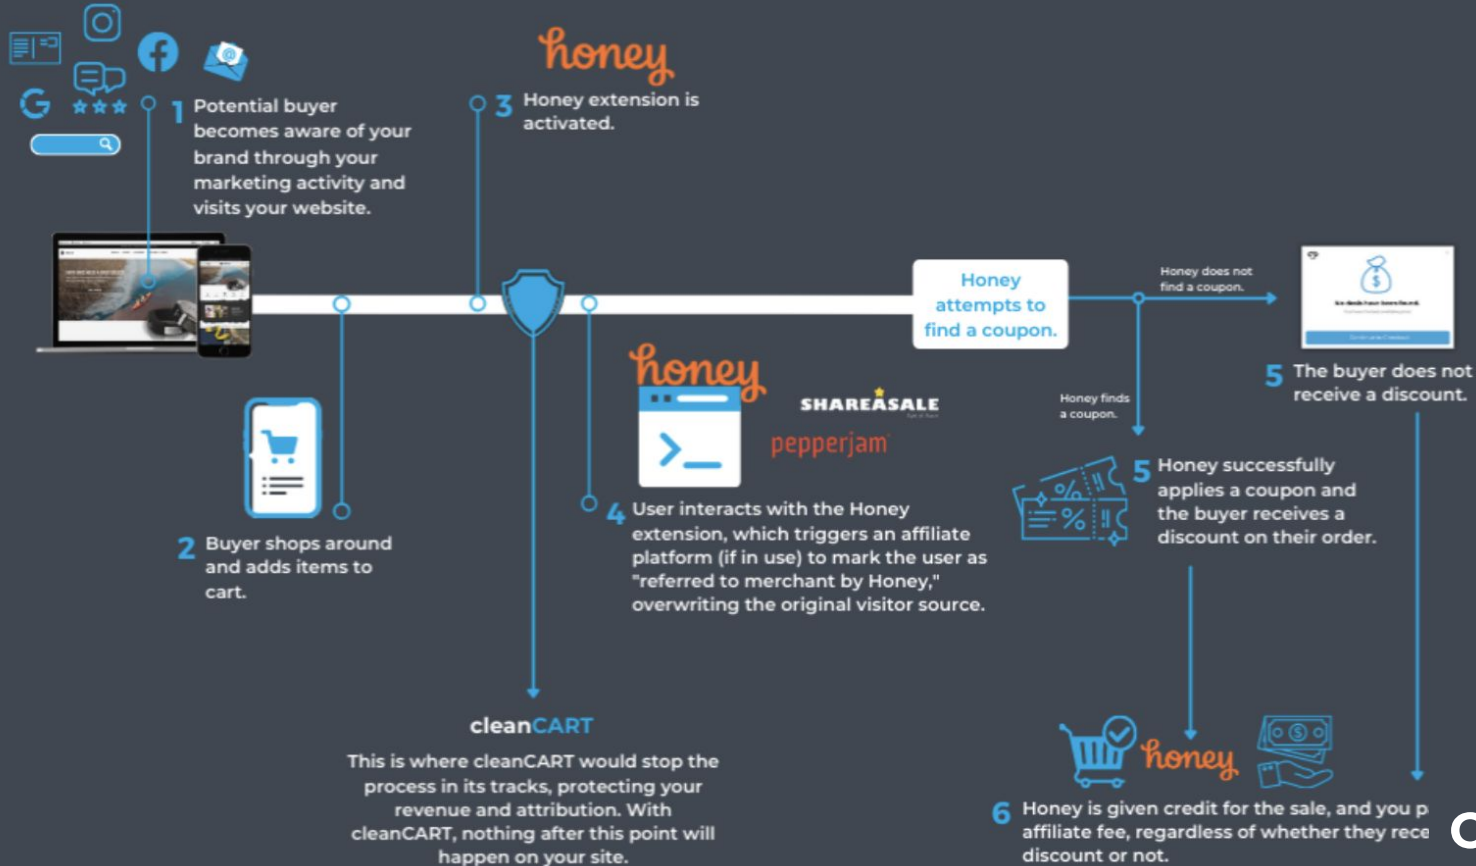 honey
1 Potential buyer
becomes aware of your
brand through your
marketing activity and
visits your website.
3 Honey extension is
activated.
Honey
attempts to
find a coupon.
Honey does not
find a coupon.
No deals have been found.
5 The buyer does not
receive a discount.
Honey finds
a coupon.
honey
SHAREASALE
pepperjam
2 Buyer shops around
and adds items to
cart.
4 User interacts with the Honey
extension, which triggers an affiliate
platform (if in use) to mark the user as
"referred to merchant by Honey,"
overwriting the original visitor source.
5 Honey successfully
applies a coupon and
the buyer receives a
discount on their order.
cleanCART
This is where cleanCART would stop the
process in its tracks, protecting your
revenue and attribution. With
cleanCART, nothing after this point will
happen on your site.
honey
6 Honey is given credit for the sale, and you p
affiliate fee, regardless of whether they rece
discount or not.